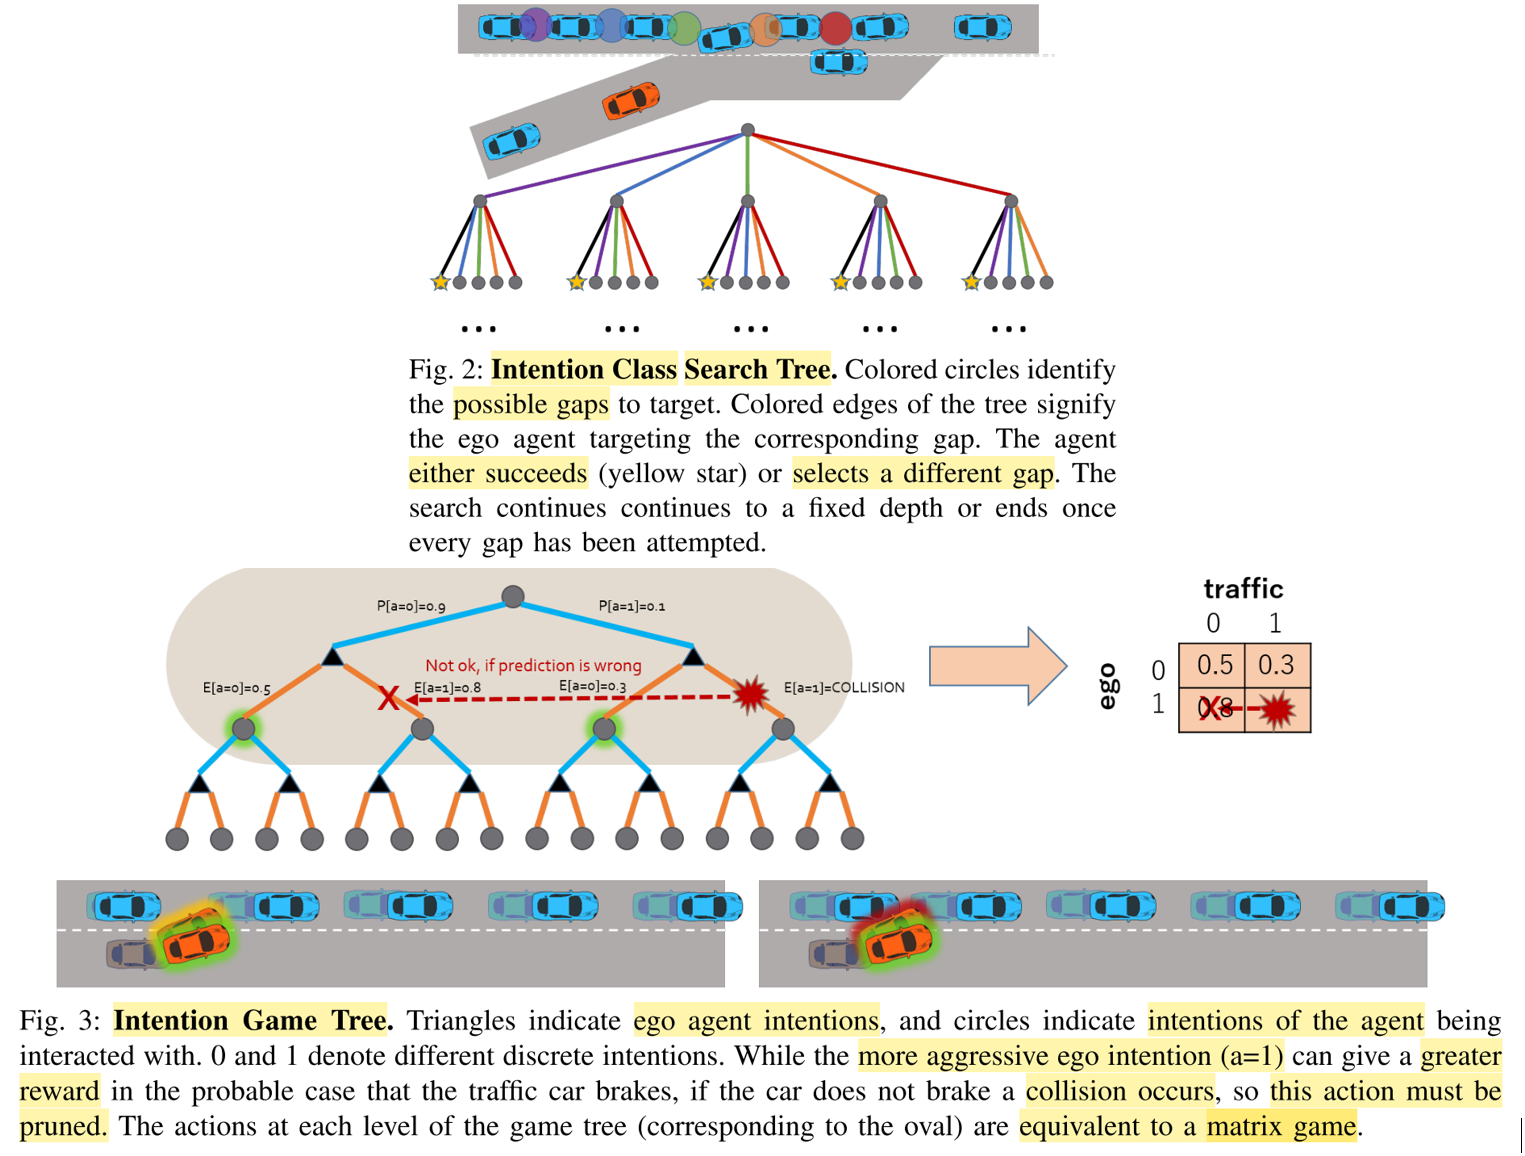 ...
...
...
...
...
Fig. 2: Intention Class Search Tree. Colored circles identify
the possible gaps to target. Colored edges of the tree signify
the ego agent targeting the corresponding gap. The agent
either succeeds (yellow star) or selects a different gap. The
search continues continues to a fixed depth or ends once
every gap has been attempted.
P[a=0]=0.9
P[a=1]=0.1
Not ok, if prediction is wrong
E[a=0]=0.5
X
E[a=1]=0.8
E[a=0]=0.3
E[a=1]=COLLISION
traffic
0 1
ego
0 0.5 0.3
1 0.8
X
Fig. 3: Intention Game Tree. Triangles indicate ego agent intentions, and circles indicate intentions of the agent being
interacted with. 0 and 1 denote different discrete intentions. While the more aggressive ego intention (a=1) can give a greater
reward in the probable case that the traffic car brakes, if the car does not brake a collision occurs, so this action must be
pruned. The actions at each level of the game tree (corresponding to the oval) are equivalent to a matrix game.